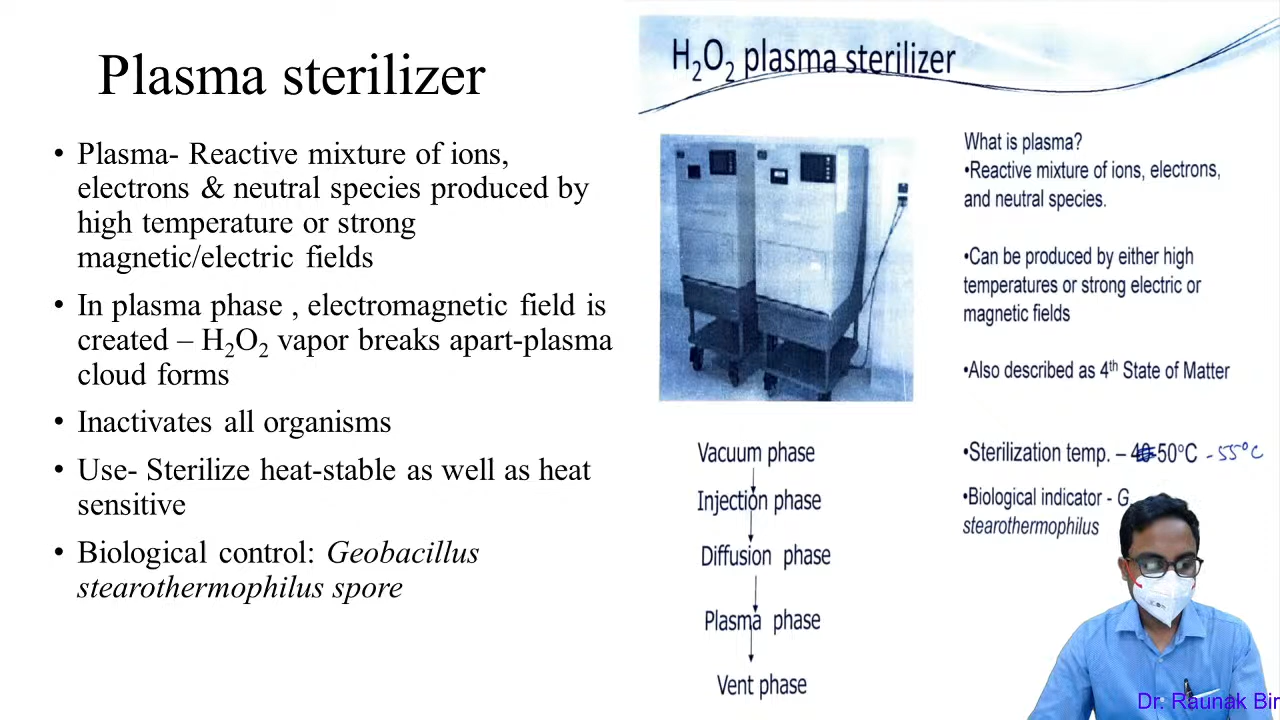 Plasma sterilizer
• Plasma- Reactive mixture of ions,
electrons & neutral species produced by
high temperature or strong
magnetic/electric fields
• In plasma phase , electromagnetic field is
created – H₂O₂ vapor breaks apart-plasma
cloud forms
• Inactivates all organisms
• Use- Sterilize heat-stable as well as heat
sensitive
• Biological control: Geobacillus
stearothermophilus spore
H₂O₂ plasma sterilizer
What is plasma?
•Reactive mixture of ions, electrons,
and neutral species.
•Can be produced by either high
temperatures or strong electric or
magnetic fields
•Also described as 4th State of Matter
•Sterilization temp. – 50°C - 55°C
•Biological indicator - G.
stearothermophilus
Vacuum phase
Injection phase
Diffusion phase
Plasma phase
Vent phase
Dr. Raunak Bir